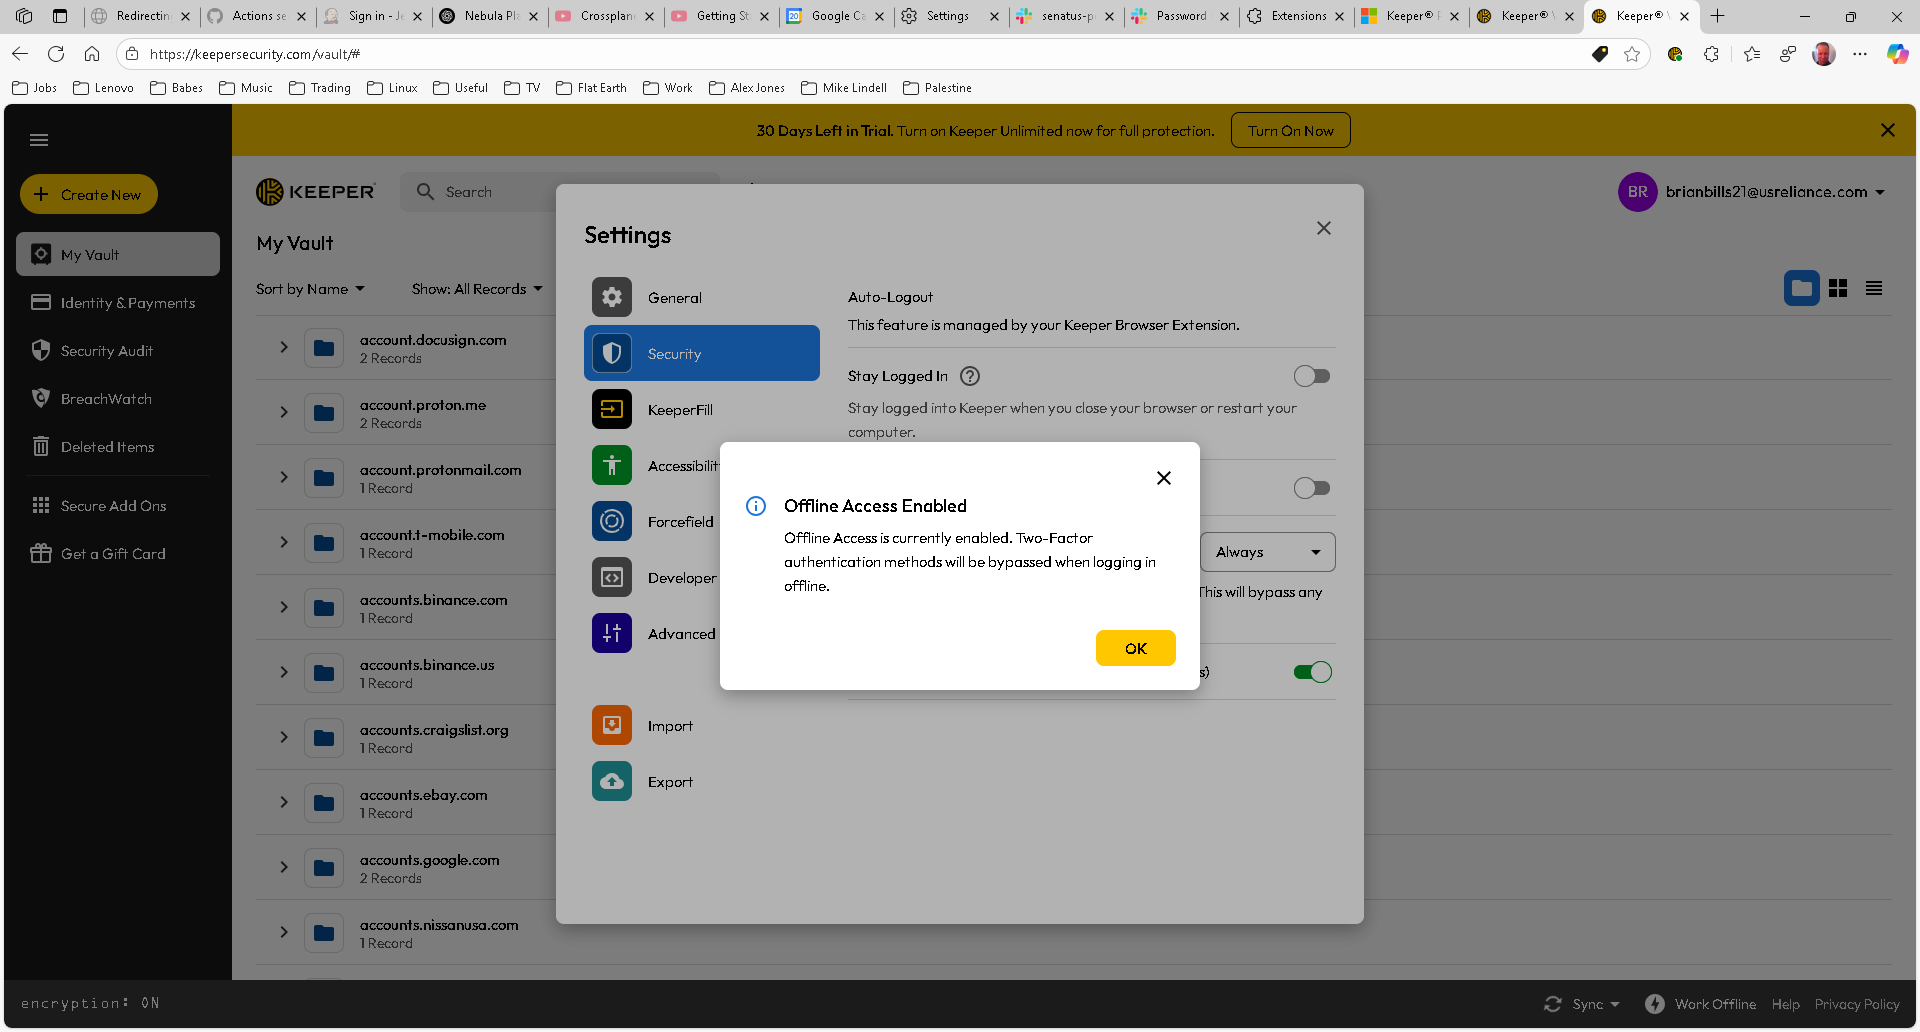 Redirectin
Actions se
Sign in - Je
Nebula Pla
Crossplane
Getting St
Google Ca
Settings
senatus-p
Password
Extensions
Keeper®
Keeper®
Keeper®
https://keepersecurity.com/vault/#
Jobs
Lenovo
Babes
Music
Trading
Linux
Useful
TV
Flat Earth
Work
Alex Jones
Mike Lindell
Palestine
30 Days Left in Trial. Turn on Keeper Unlimited now for full protection.
Turn On Now
Create New
My Vault
Identity & Payments
Security Audit
BreachWatch
Deleted Items
Secure Add Ons
Get a Gift Card
KEEPER
Search
BR
brianbills21@usreliance.com
My Vault
Sort by Name
Show: All Records
account.docusign.com
2 Records
account.proton.me
2 Records
account.protonmail.com
1 Record
account.t-mobile.com
1 Record
accounts.binance.com
1 Record
accounts.binance.us
1 Record
accounts.craigslist.org
1 Record
accounts.ebay.com
1 Record
accounts.google.com
2 Records
accounts.nissanusa.com
1 Record
Settings
General
Security
KeeperFill
Accessibilit
Forcefield
Developer
Advanced
Import
Export
Auto-Logout
This feature is managed by your Keeper Browser Extension.
Stay Logged In
Stay logged into Keeper when you close your browser or restart your
computer.
Always
This will bypass any
s)
Offline Access Enabled
Offline Access is currently enabled. Two-Factor
authentication methods will be bypassed when logging in
offline.
OK
encryption: ON
Sync
Work Offline
Help
Privacy Policy